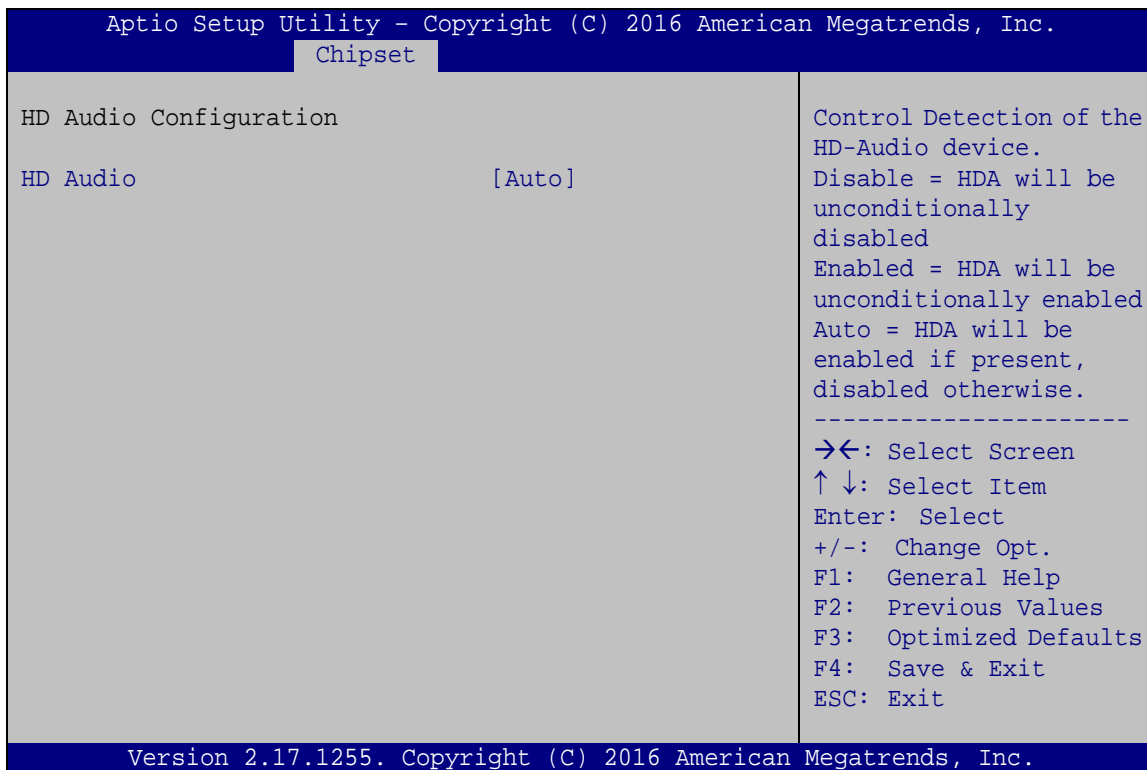 Aptio Setup Utility – Copyright (C) 2016 American Megatrends, Inc.
Chipset
HD Audio Configuration
HD Audio [Auto]
Control Detection of the
HD-Audio device.
Disable = HDA will be
unconditionally
disabled
Enabled = HDA will be
unconditionally enabled
Auto = HDA will be
enabled if present,
disabled otherwise.
----------------------
→←: Select Screen
↑ ↓: Select Item
Enter: Select
+/-: Change Opt.
F1: General Help
F2: Previous Values
F3: Optimized Defaults
F4: Save & Exit
ESC: Exit
Version 2.17.1255. Copyright (C) 2016 American Megatrends, Inc.